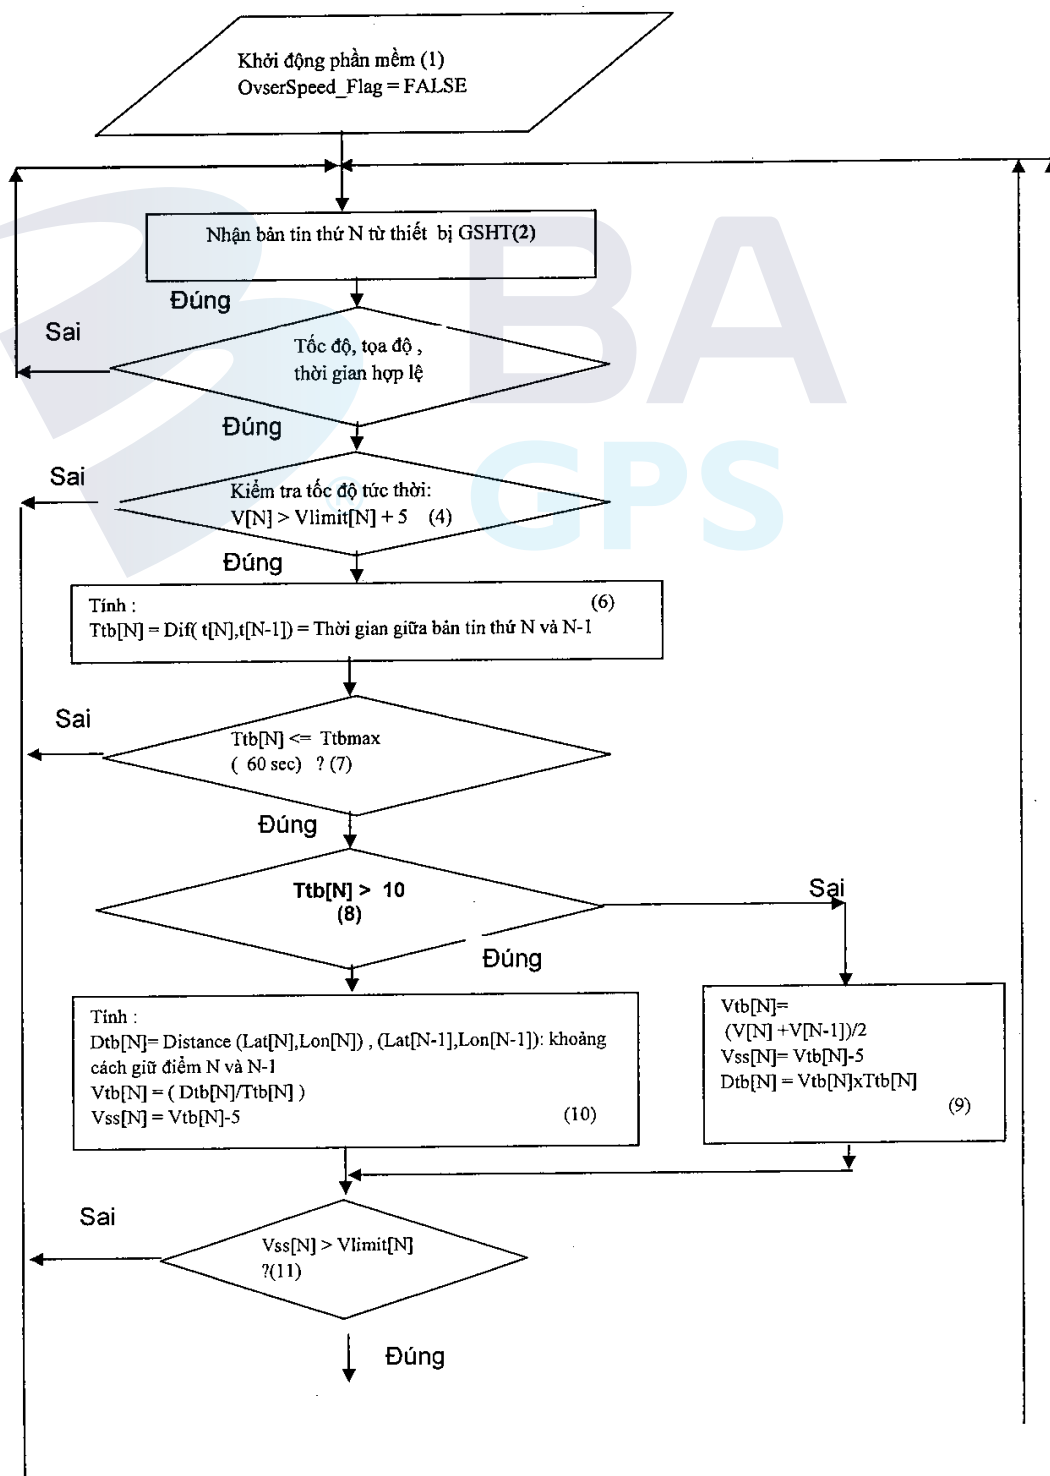 Khởi động phần mềm (1)
OvserSpeed_Flag = FALSE
Nhận bản tin thứ N từ thiết bị GSHT(2)
Đúng
Sai
Tốc độ, tọa độ ,
thời gian hợp lệ
Đúng
Sai
Kiểm tra tốc độ tức thời:
V[N] > Vlimit[N] + 5 (4)
Đúng
Tính : (6)
Ttb[N] = Dif( t[N],t[N-1]) = Thời gian giữa bản tin thứ N và N-1
Sai
Ttb[N] <= Ttbmax
( 60 sec) ? (7)
Đúng
Ttb[N] > 10
(8)
Sai
Đúng
Tính :
Dtb[N]= Distance (Lat[N],Lon[N]) , (Lat[N-1],Lon[N-1]): khoảng
cách giữ điểm N và N-1
Vtb[N] = ( Dtb[N]/Ttb[N] )
Vss[N] = Vtb[N]-5 (10)
Vtb[N]=
(V[N] +V[N-1])/2
Vss[N]= Vtb[N]-5
Dtb[N] = Vtb[N]xTtb[N]
(9)
Sai
Vss[N] > Vlimit[N]
?(11)
Đúng
BA
GPS
®